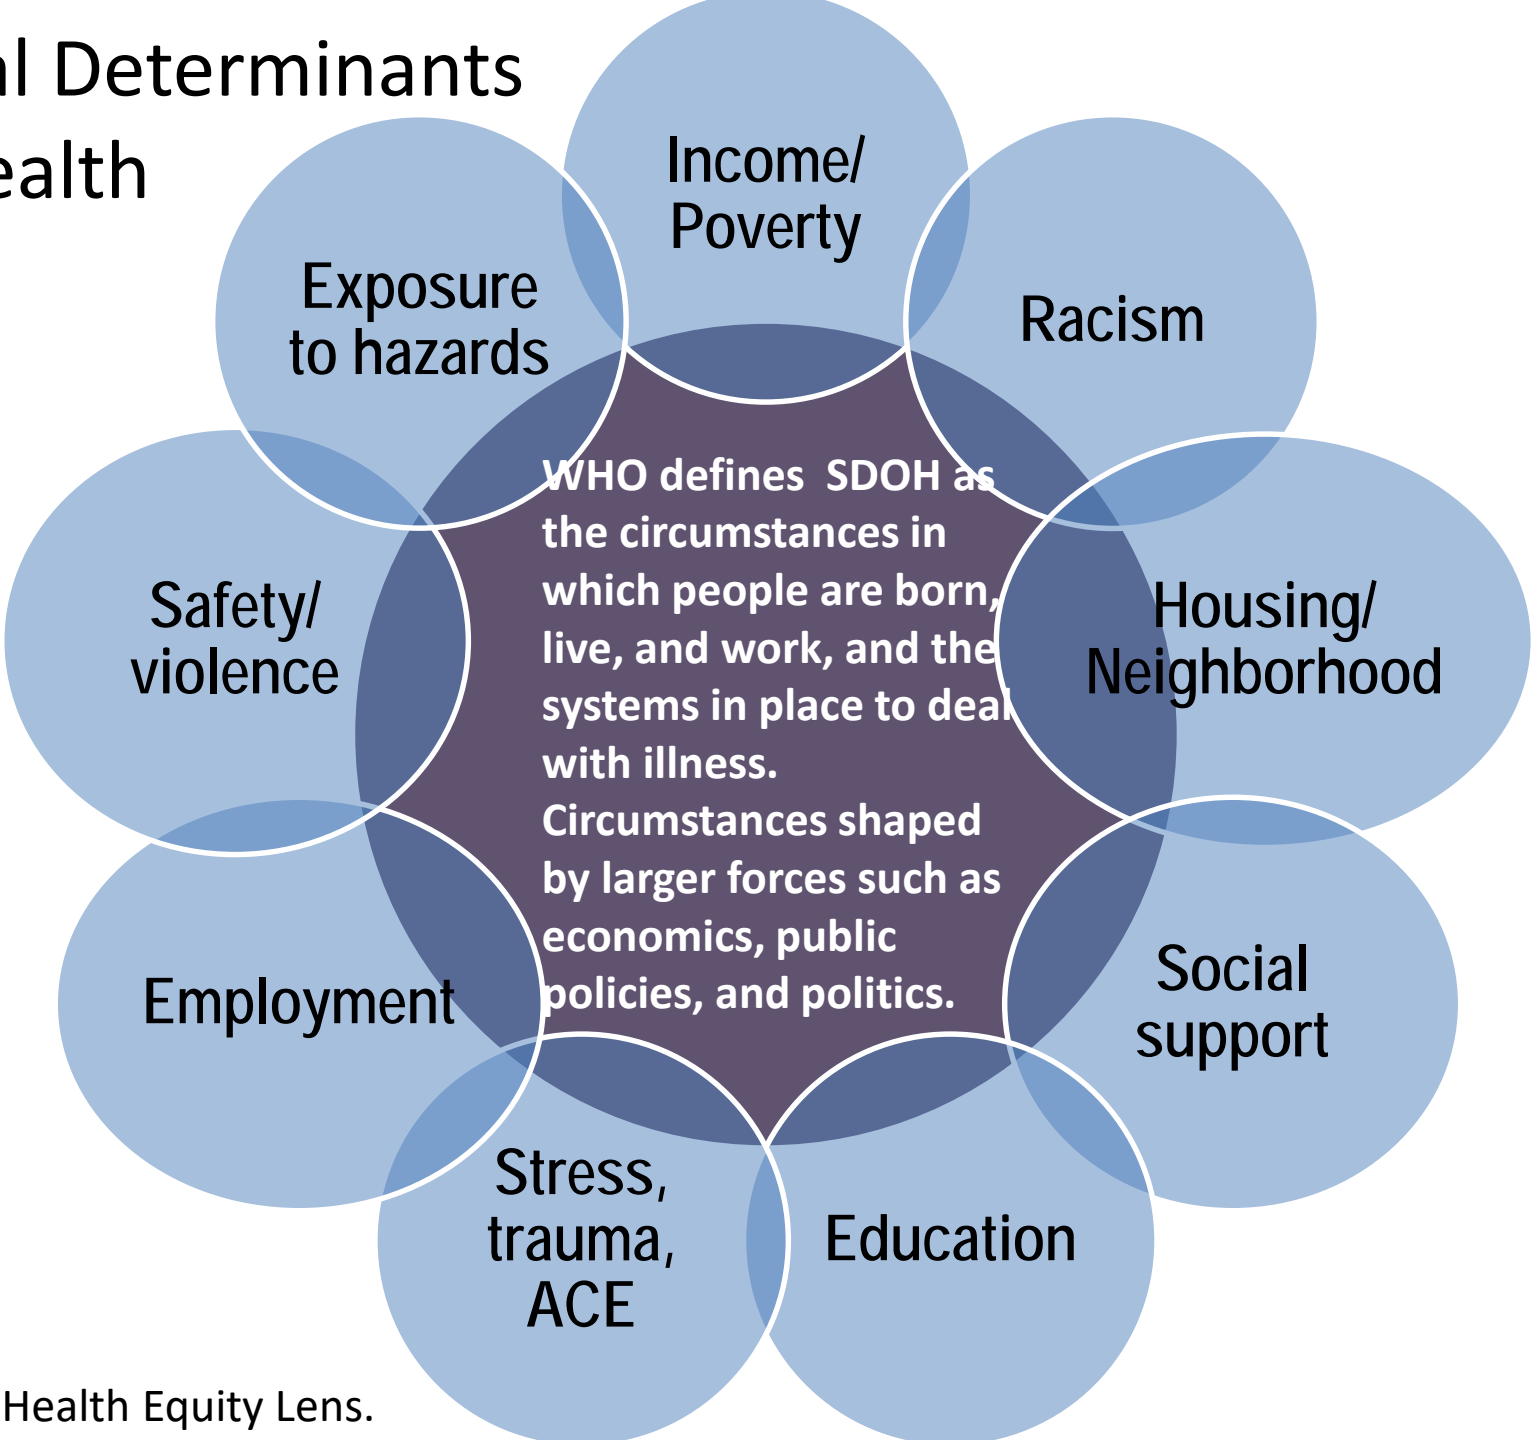 al Determinants
ealth
Income/
Poverty
Racism
Exposure
to hazards
Housing/
Neighborhood
Safety/
violence
WHO defines  SDOH as
the circumstances in
which people are born,
live, and work, and the
systems in place to deal
with illness.
Circumstances shaped
by larger forces such as
economics, public
policies, and politics.
Social
support
Employment
Stress,
trauma,
ACE
Education
Health Equity Lens.